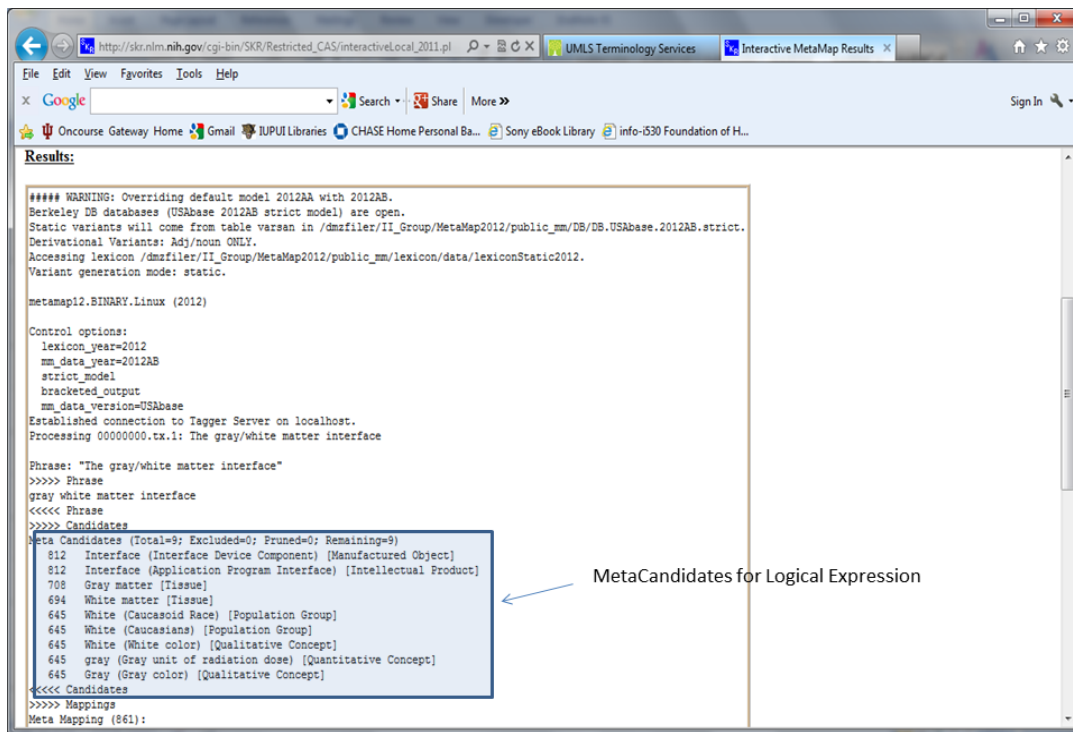 http://skr.nlm.nih.gov/cgi-bin/SKR/Restricted_CAS/interactiveLocal_2011.pl
UMLS Terminology Services
Interactive MetaMap Results
File Edit View Favorites Tools Help
x Google Search Share More »
Sign In
Oncourse Gateway Home Gmail IUPUI Libraries CHASE Home Personal Ba... Sony eBook Library info-i530 Foundation of H...
Results:
##### WARNING: Overriding default model 2012AA with 2012AB.
Berkeley DB databases (USAbase 2012AB strict model) are open.
Static variants will come from table varsan in /dmzfiler/II_Group/MetaMap2012/public_mm/DB/DB.USAbase.2012AB.strict.
Derivational Variants: Adj/noun ONLY.
Accessing lexicon /dmzfiler/II_Group/MetaMap2012/public_mm/lexicon/data/lexiconStatic2012.
Variant generation mode: static.
metamap12.BINARY.Linux (2012)
Control options:
lexicon_year=2012
mm_data_year=2012AB
strict_model
bracketed_output
mm_data_version=USAbase
Established connection to Tagger Server on localhost.
Processing 00000000.tx.1: The gray/white matter interface
Phrase: "The gray/white matter interface"
>>>>> Phrase
gray white matter interface
<<<<< Phrase
>>>>> Candidates
Meta Candidates (Total=9; Excluded=0; Pruned=0; Remaining=9)
812 Interface (Interface Device Component) [Manufactured Object]
812 Interface (Application Program Interface) [Intellectual Product]
708 Gray matter [Tissue]
694 White matter [Tissue]
645 White (Caucasoid Race) [Population Group]
645 White (Caucasians) [Population Group]
645 White (White color) [Qualitative Concept]
645 gray (Gray unit of radiation dose) [Quantitative Concept]
645 Gray (Gray color) [Qualitative Concept]
<<<<< Candidates
>>>>> Mappings
Meta Mapping (861):
MetaCandidates for Logical Expression